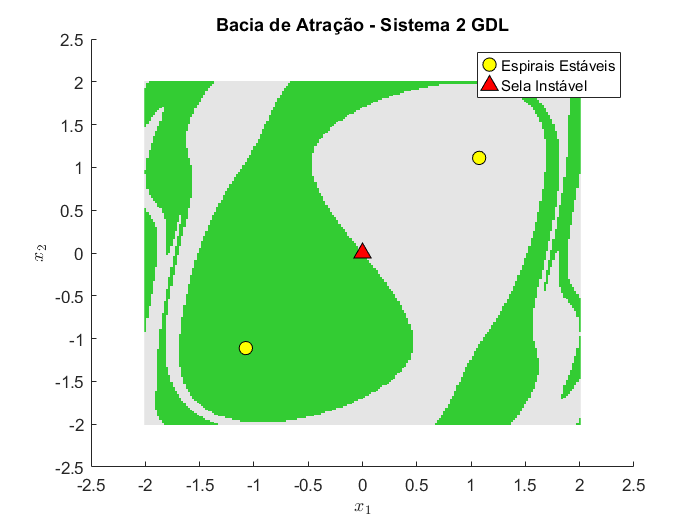 Bacia de Atração - Sistema 2 GDL
Espirais Estáveis
Sela Instável
2.5
2
1.5
1
0.5
0
-0.5
-1
-1.5
-2
-2.5
x2
-2.5 -2 -1.5 -1 -0.5 0 0.5 1 1.5 2 2.5
x1